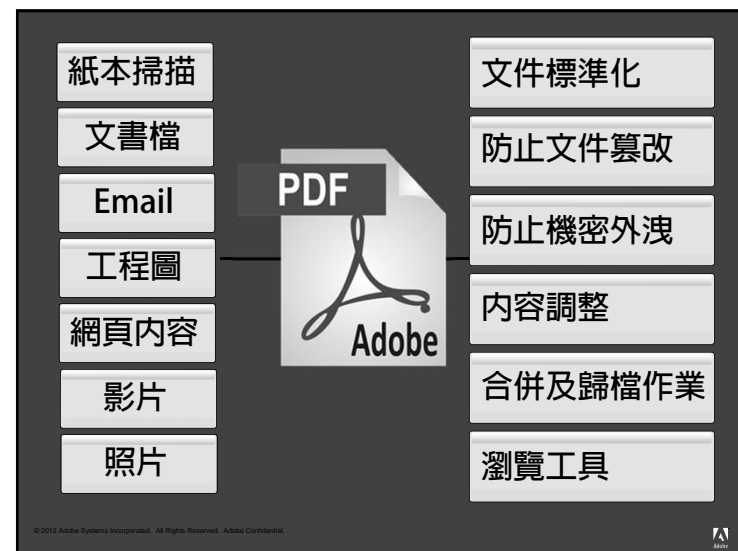 紙本掃描
文書檔
Email
工程圖
網頁内容
影片
照片
PDF
Adobe
文件標準化
防止文件篡改
防止機密外洩
内容調整
合併及歸檔作業
瀏覽工具
© 2012 Adobe Systems Incorporated. All Rights Reserved. Adobe Confidential.
Adobe